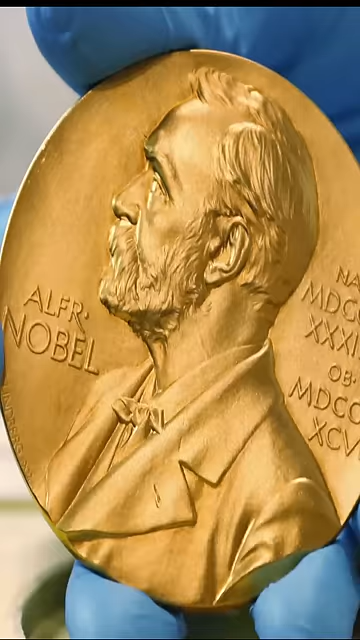 ALFR·
NOBEL
NA
MDCC
XXXI
OB·
MDCC
XCV